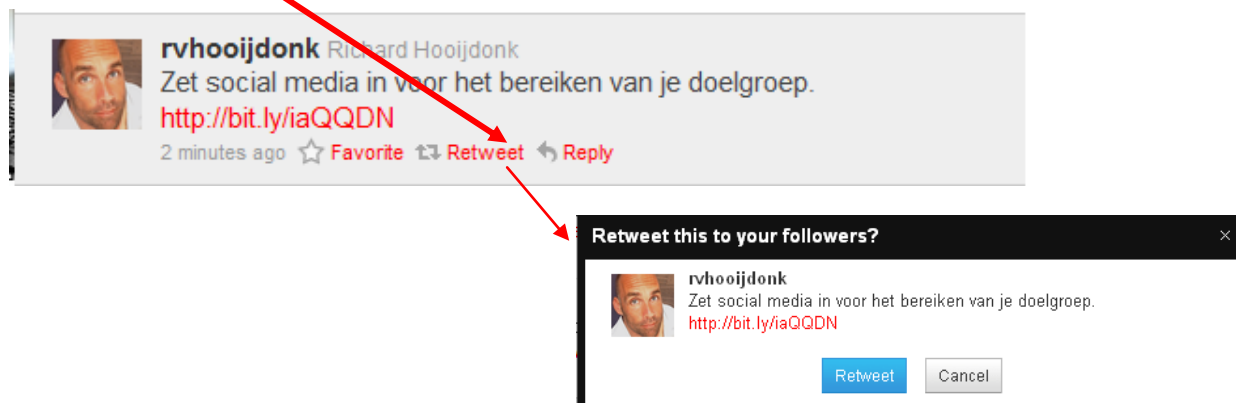 rvhooijdonk Richard Hooijdonk
Zet social media in voor het bereiken van je doelgroep.
http://bit.ly/iaQQDN
2 minutes ago Favorite Retweet Reply
Retweet this to your followers? ×
rvhooijdonk
Zet social media in voor het bereiken van je doelgroep.
http://bit.ly/iaQQDN
Retweet Cancel